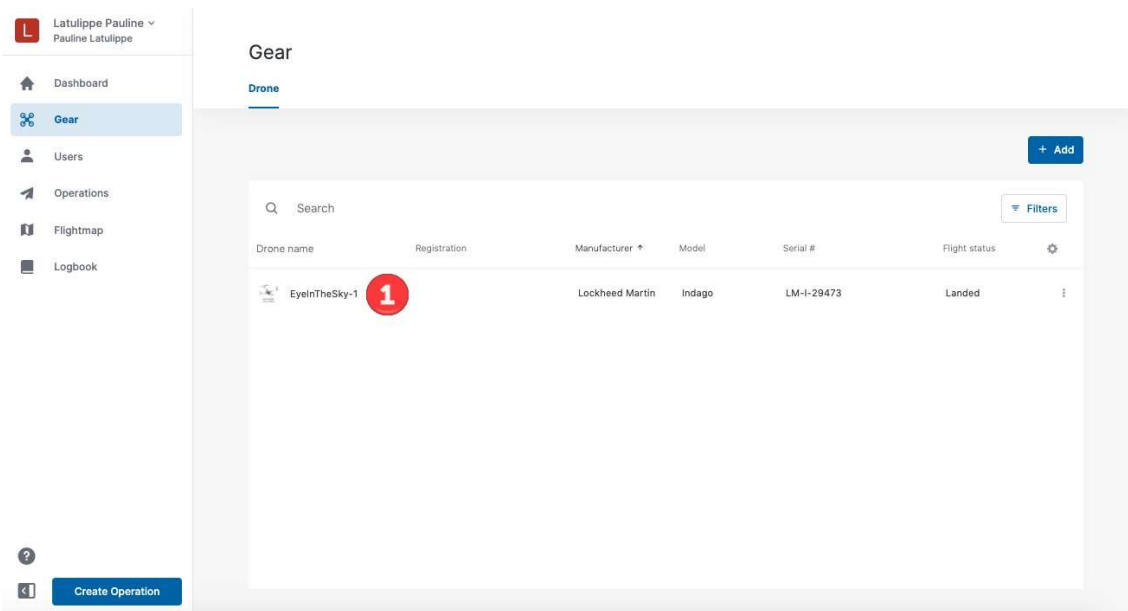 L
Latulippe Pauline
Pauline Latulippe
Dashboard
Gear
Users
Operations
Flightmap
Logbook
?
Create Operation
Gear
Drone
+ Add
Search
Filters
Drone name Registration Manufacturer ↑ Model Serial # Flight status
EyeInTheSky-1 1 Lockheed Martin Indago LM-I-29473 Landed